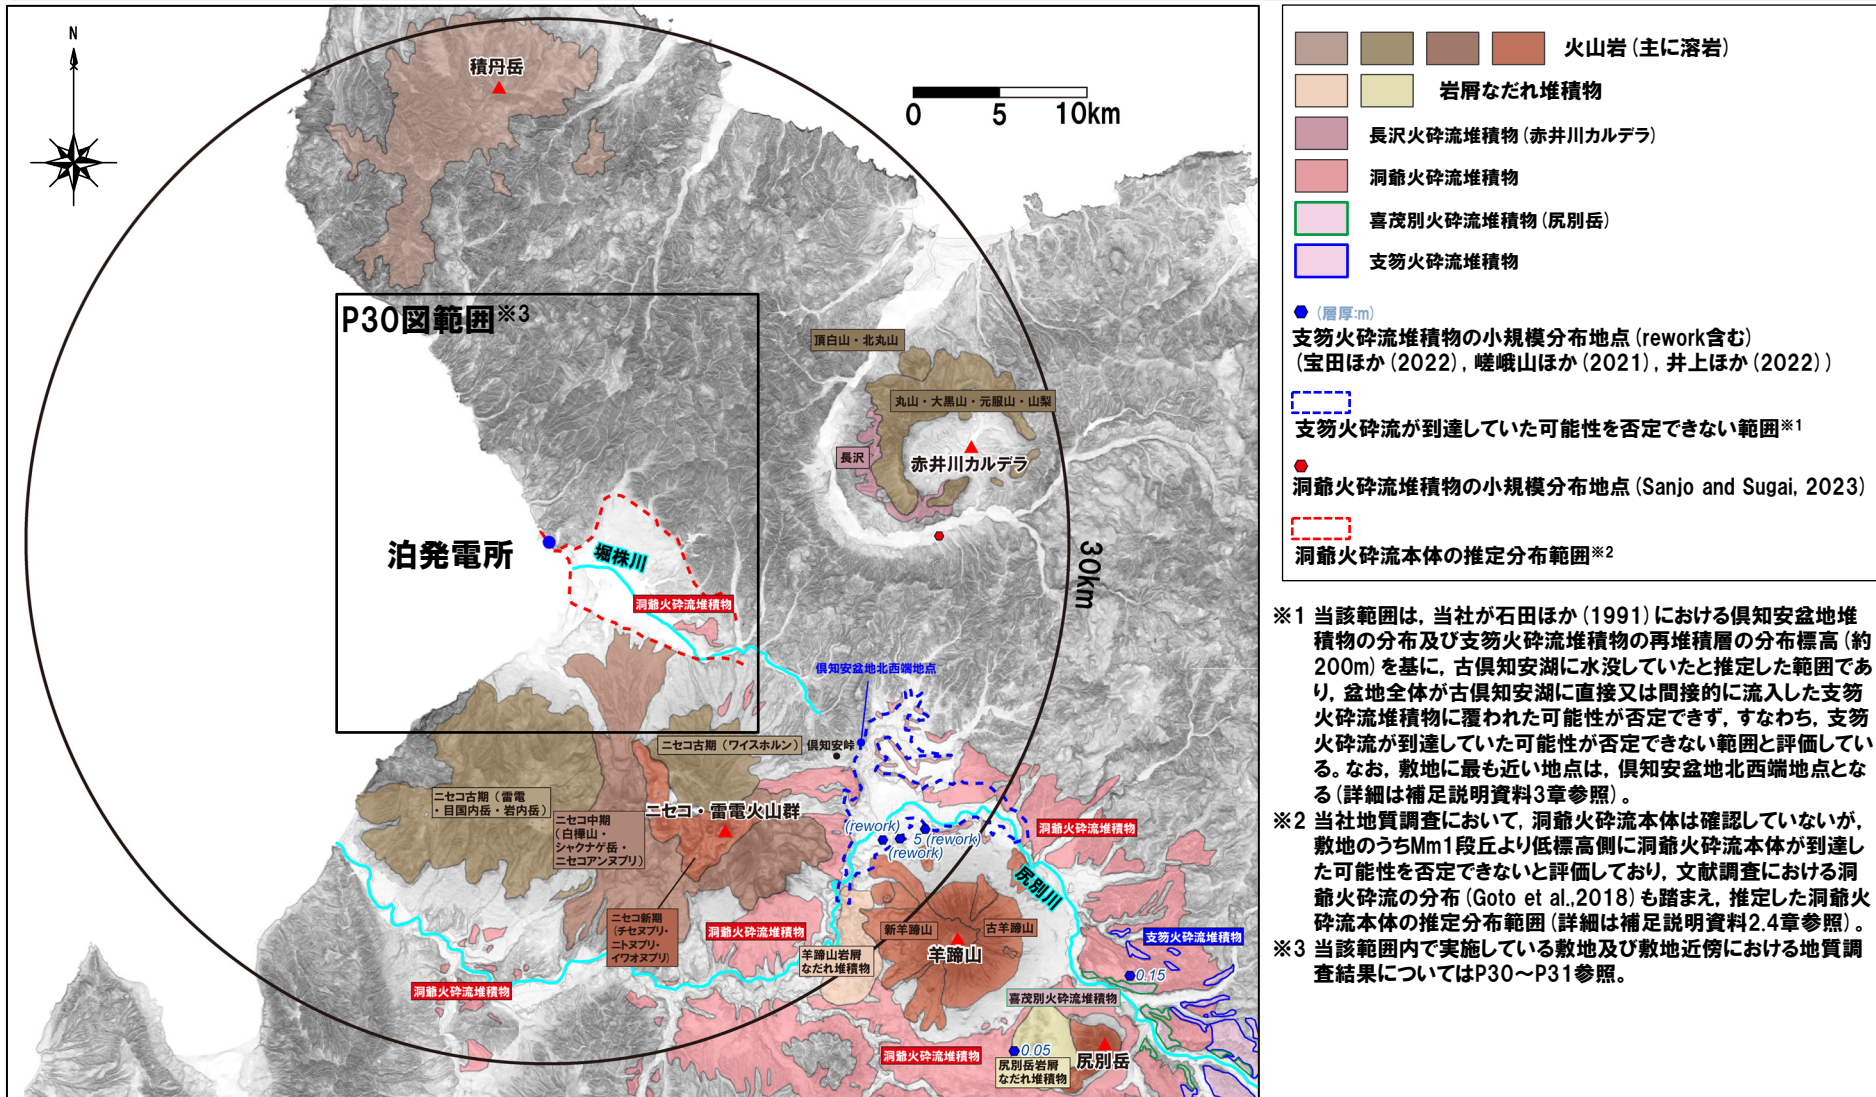 N
積丹岳
0 5 10km
P30図範囲※3
頂白山・北丸山
丸山・大黒山・元服山・山梨
長沢
赤井川カルデラ
泊発電所
堀株川
30km
洞爺火砕流堆積物
倶知安盆地北西端地点
ニセコ古期（ワイスホルン）
倶知安峠
ニセコ古期（雷電
・目国内岳・岩内岳）
ニセコ中期
（白樺山・
シャクナゲ岳・
ニセコアンヌプリ）
ニセコ・雷電火山群
(rework)
5 (rework)
(rework)
洞爺火砕流堆積物
尻別川
ニセコ新期
（チセヌプリ・
ニトヌプリ・
イワオヌプリ）
洞爺火砕流堆積物
新羊蹄山
古羊蹄山
羊蹄山
羊蹄山岩屑
なだれ堆積物
支笏火砕流堆積物
0.15
洞爺火砕流堆積物
喜茂別火砕流堆積物
洞爺火砕流堆積物
0.05
尻別岳岩屑
なだれ堆積物
尻別岳
火山岩（主に溶岩）
岩屑なだれ堆積物
長沢火砕流堆積物（赤井川カルデラ）
洞爺火砕流堆積物
喜茂別火砕流堆積物（尻別岳）
支笏火砕流堆積物
（層厚:m）
支笏火砕流堆積物の小規模分布地点（rework含む）
（宝田ほか（2022），嵯峨山ほか（2021），井上ほか（2022））
支笏火砕流が到達していた可能性を否定できない範囲※1
洞爺火砕流堆積物の小規模分布地点（Sanjo and Sugai, 2023）
洞爺火砕流本体の推定分布範囲※2
※1 当該範囲は，当社が石田ほか（1991）における倶知安盆地堆
積物の分布及び支笏火砕流堆積物の再堆積層の分布標高（約
200m）を基に，古倶知安湖に水没していたと推定した範囲であ
り，盆地全体が古倶知安湖に直接又は間接的に流入した支笏
火砕流堆積物に覆われた可能性が否定できず，すなわち，支笏
火砕流が到達していた可能性が否定できない範囲と評価してい
る。なお，敷地に最も近い地点は，倶知安盆地北西端地点とな
る（詳細は補足説明資料3章参照）。
※2 当社地質調査において，洞爺火砕流本体は確認していないが，
敷地のうちMm1段丘より低標高側に洞爺火砕流本体が到達し
た可能性を否定できないと評価しており，文献調査における洞
爺火砕流の分布（Goto et al.,2018）も踏まえ，推定した洞爺火
砕流本体の推定分布範囲（詳細は補足説明資料2.4章参照）。
※3 当該範囲内で実施している敷地及び敷地近傍における地質調
査結果についてはP30～P31参照。